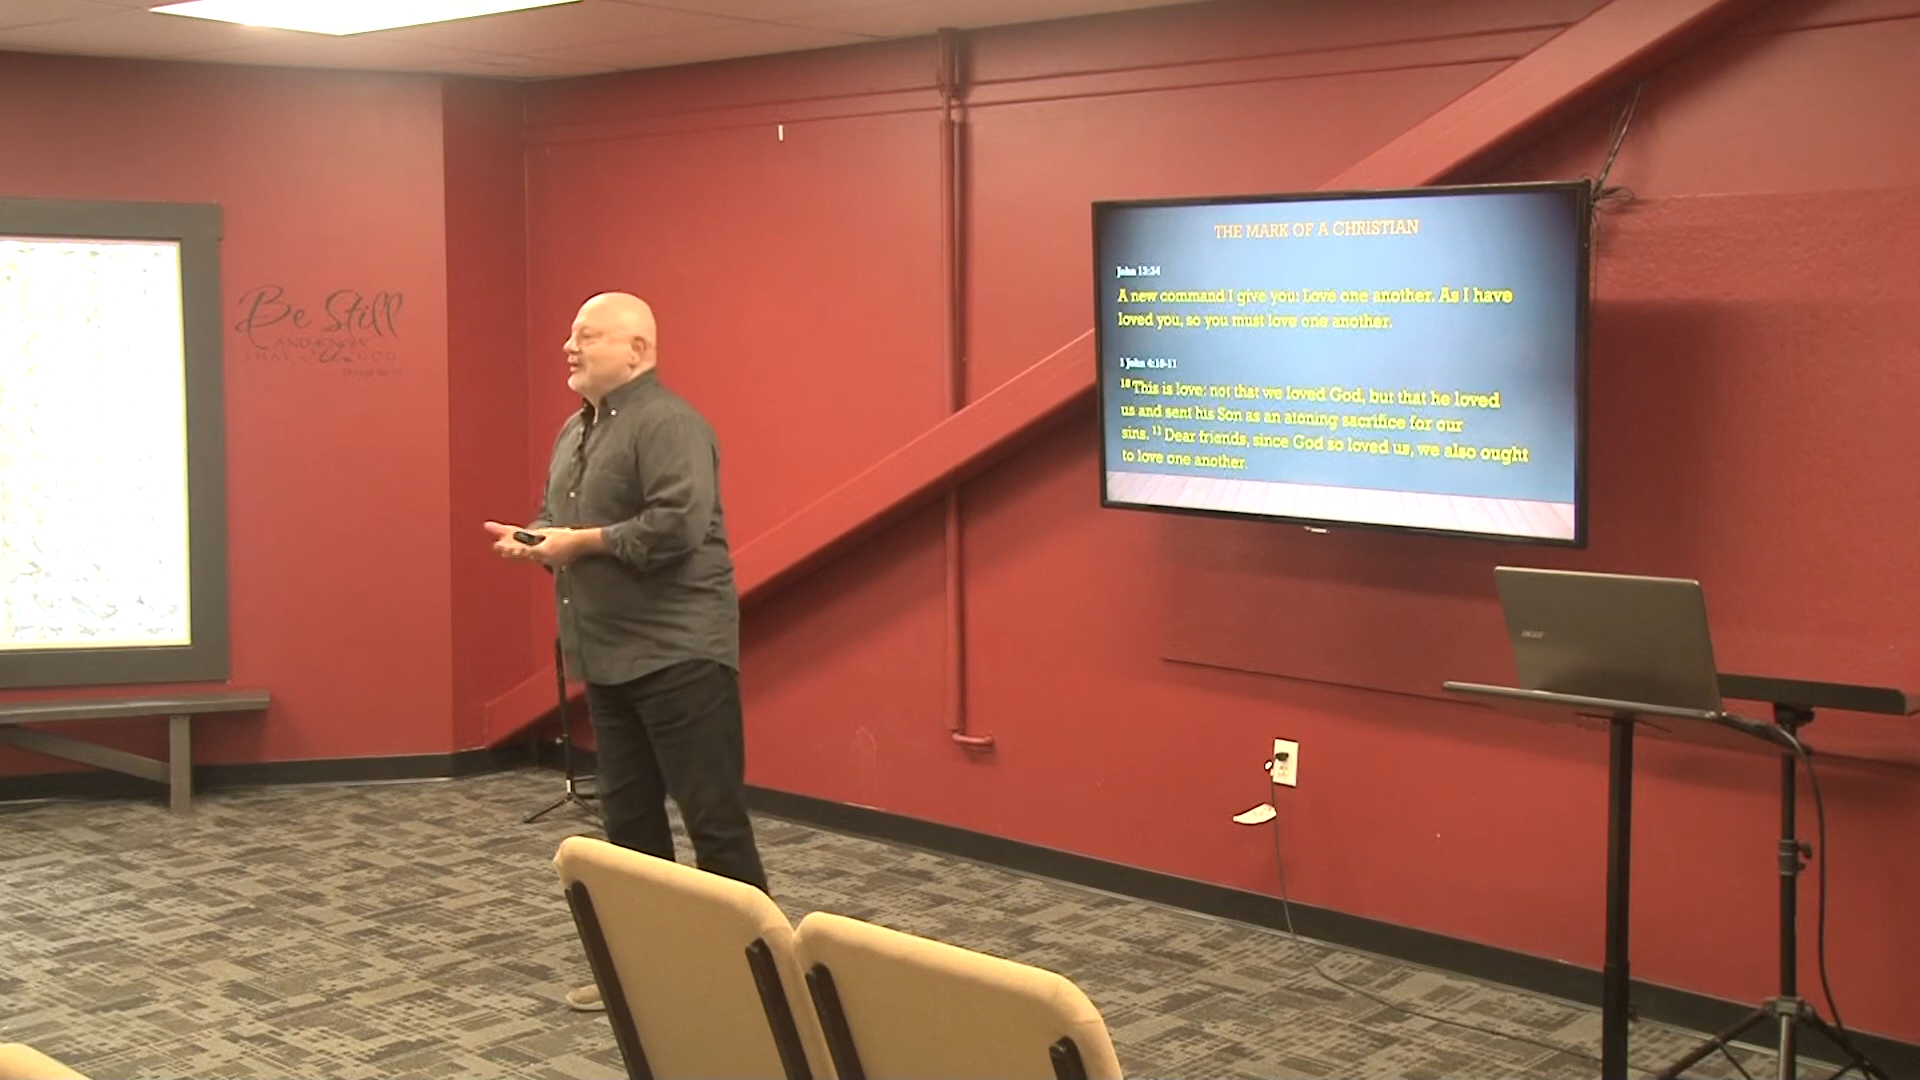 Be Still
AND KNOW
THAT I AM GOD
THE MARK OF A CHRISTIAN
John 13:34
A new command I give you: Love one another. As I have
loved you, so you must love one another.
1 John 4:10-11
10 This is love: not that we loved God, but that he loved
us and sent his Son as an atoning sacrifice for our
sins. 11 Dear friends, since God so loved us, we also ought
to love one another.
acer